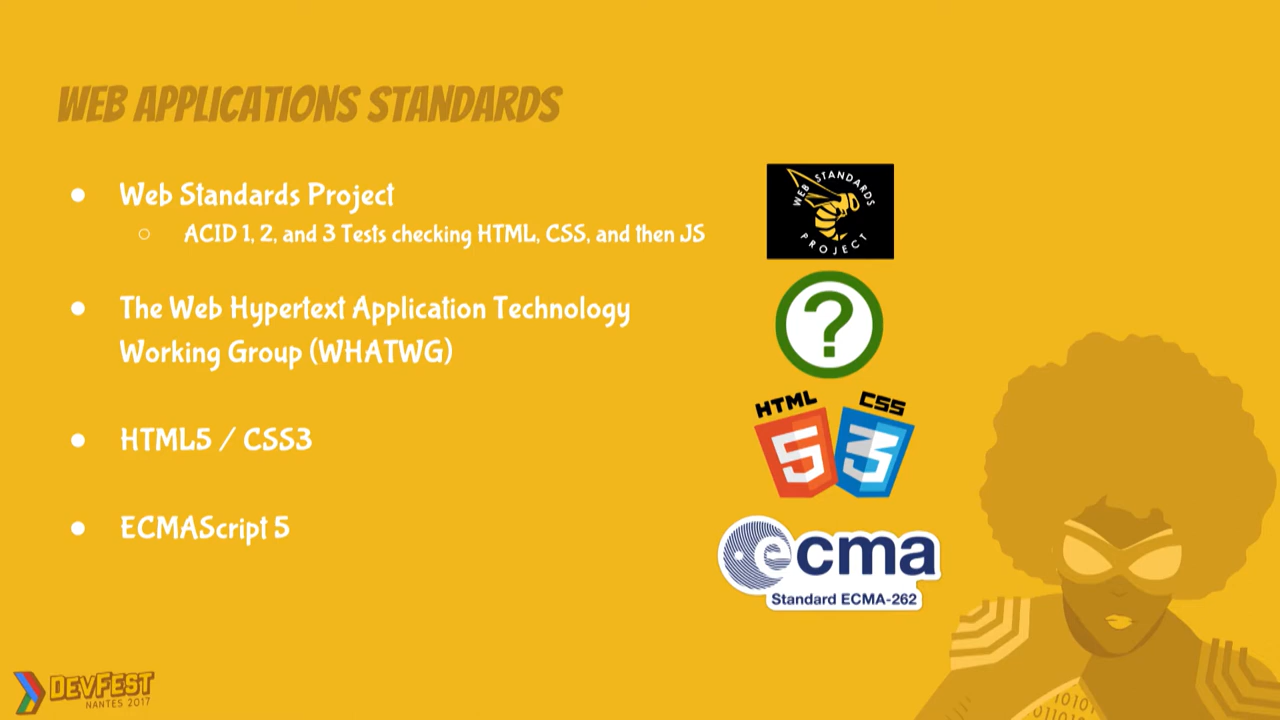 WEB APPLICATIONS STANDARDS
● Web Standards Project
○ ACID 1, 2, and 3 Tests checking HTML, CSS, and then JS
WEB STANDARDS PROJECT
● The Web Hypertext Application Technology
Working Group (WHATWG)
?
● HTML5 / CSS3
HTML CSS
5 3
● ECMAScript 5
ecma
Standard ECMA-262
DEVFEST
NANTES 2017
1010
01101